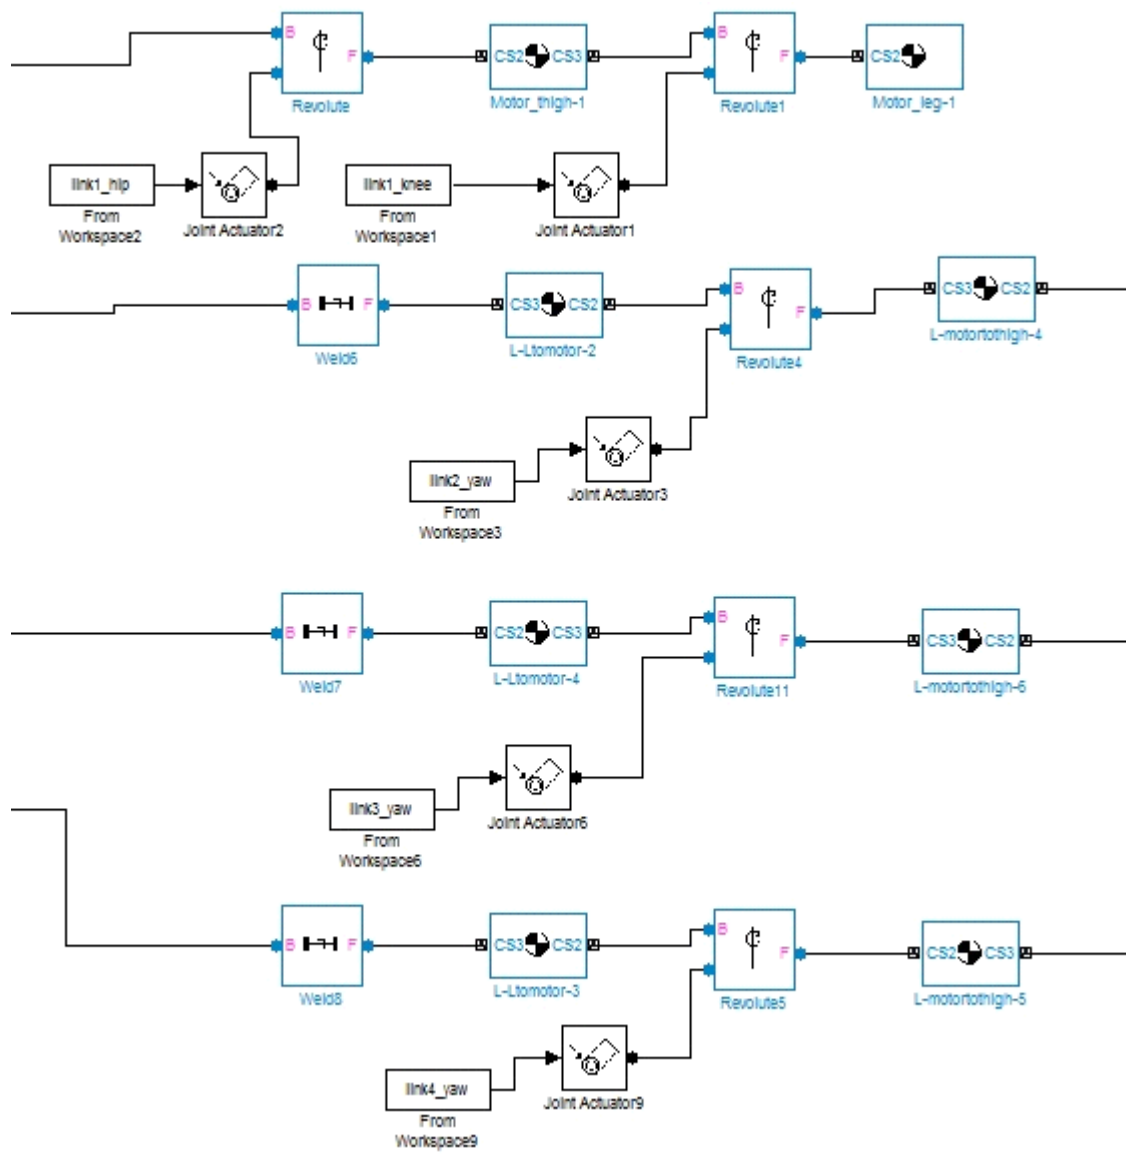 B F
CS2 CS3
B F
CS2
Revolute
Motor_thigh-1
Revolute1
Motor_leg-1
link1_hip
link1_knee
From
Workspace2
Joint Actuator2
From
Workspace1
Joint Actuator1
B F
CS3 CS2
B F
CS3 CS2
Weld6
L-Ltomotor-2
Revolute4
L-motortothigh-4
link2_yaw
From
Workspace3
Joint Actuator3
B F
CS2 CS3
B F
CS3 CS2
Weld7
L-Ltomotor-4
Revolute11
L-motortothigh-6
link3_yaw
From
Workspace6
Joint Actuator6
B F
CS3 CS2
B F
CS2 CS3
Weld8
L-Ltomotor-3
Revolute5
L-motortothigh-5
link4_yaw
From
Workspace9
Joint Actuator9